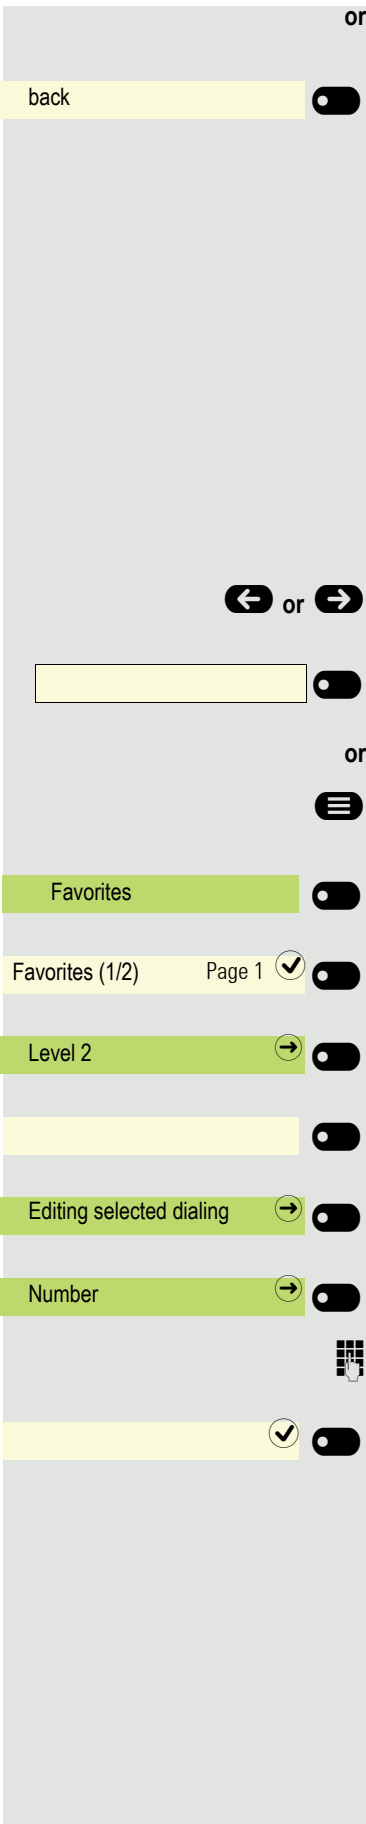 or
back
or
or
Favorites
Favorites (1/2) Page 1
Level 2
Editing selected dialing
Number